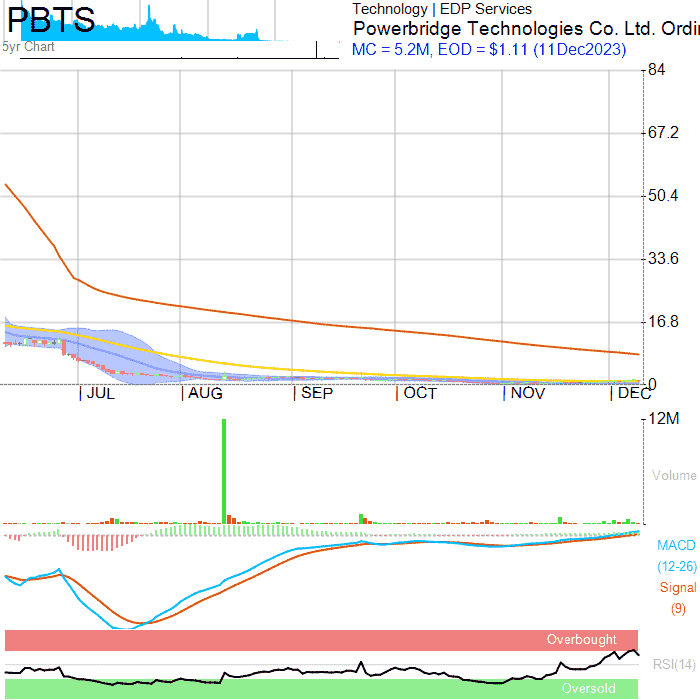 PBTS
5yr Chart
Technology | EDP Services
Powerbridge Technologies Co. Ltd. Ordi
MC = 5.2M, EOD = $1.11 (11Dec2023)
84
67.2
50.4
33.6
16.8
0
JUL AUG SEP OCT NOV DEC
12M
Volume
MACD
(12-26)
Signal
(9)
Overbought
RSI(14)
Oversold